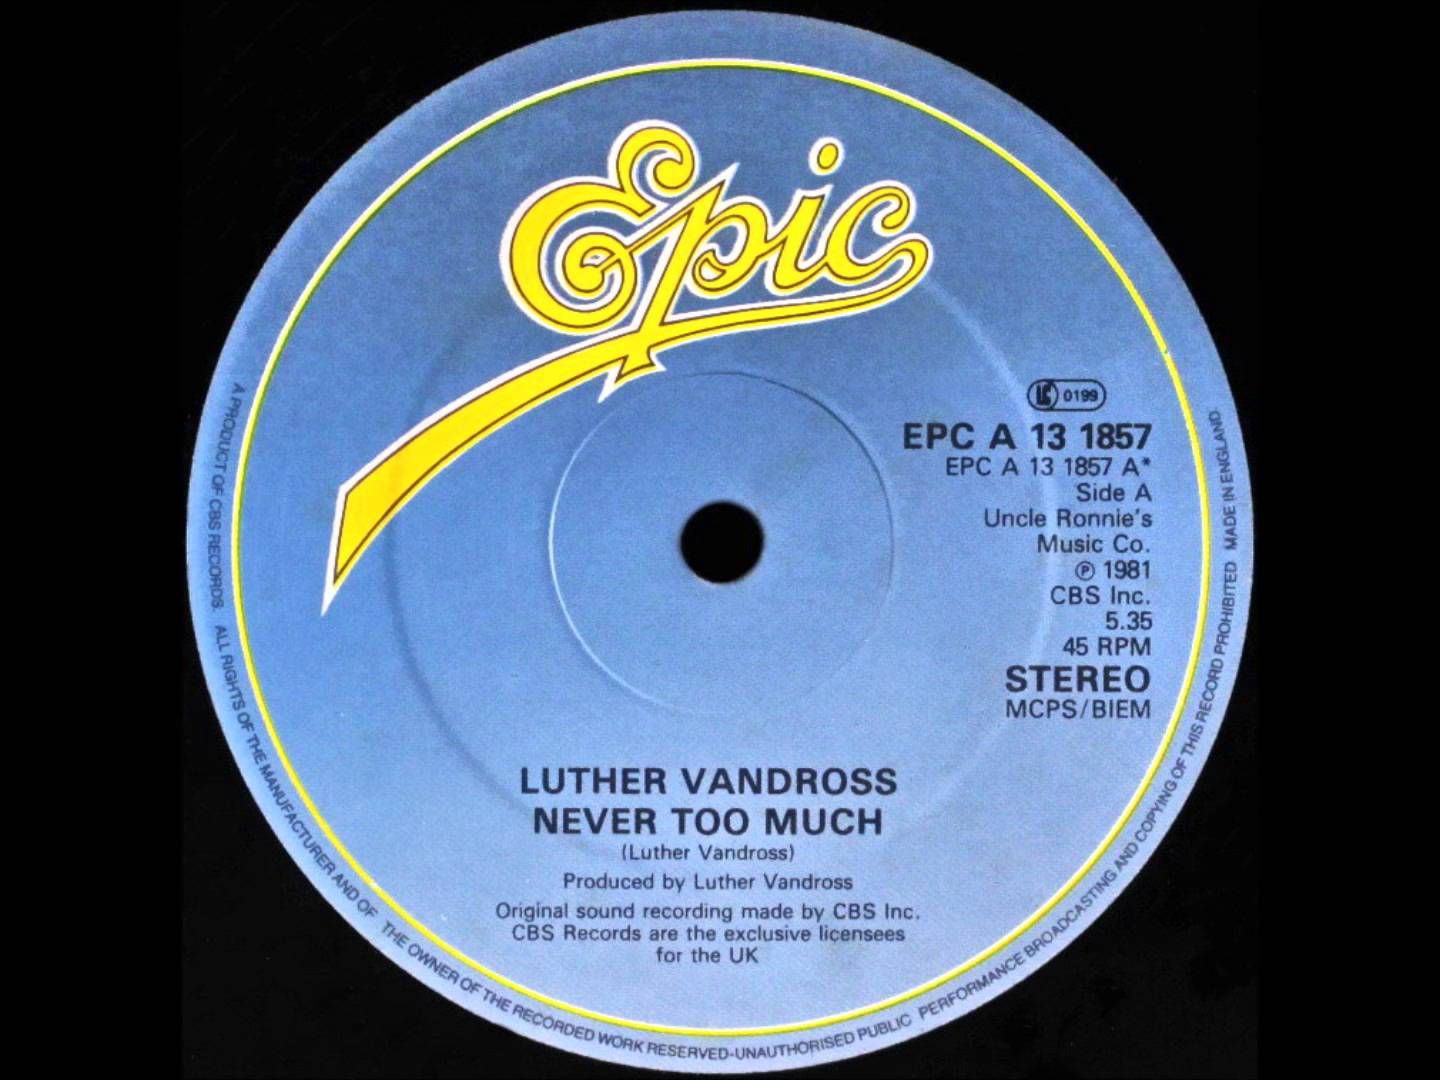 Epic
LC 0199
EPC A 13 1857
EPC A 13 1857 A*
Side A
Uncle Ronnie's
Music Co.
℗ 1981
CBS Inc.
5.35
45 RPM
STEREO
MCPS/BIEM
LUTHER VANDROSS
NEVER TOO MUCH
(Luther Vandross)
Produced by Luther Vandross
Original sound recording made by CBS Inc.
CBS Records are the exclusive licensees
for the UK
A PRODUCT OF CBS RECORDS. ALL RIGHTS OF THE MANUFACTURER AND OF THE OWNER OF THE RECORDED WORK RESERVED-UNAUTHORISED PUBLIC PERFORMANCE BROADCASTING AND COPYING OF THIS RECORD PROHIBITED MADE IN ENGLAND